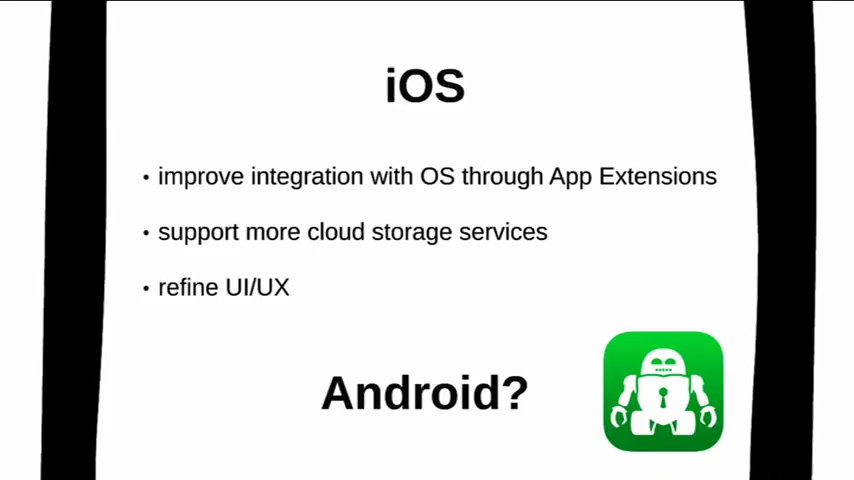 iOS
• improve integration with OS through App Extensions
• support more cloud storage services
• refine UI/UX
Android?